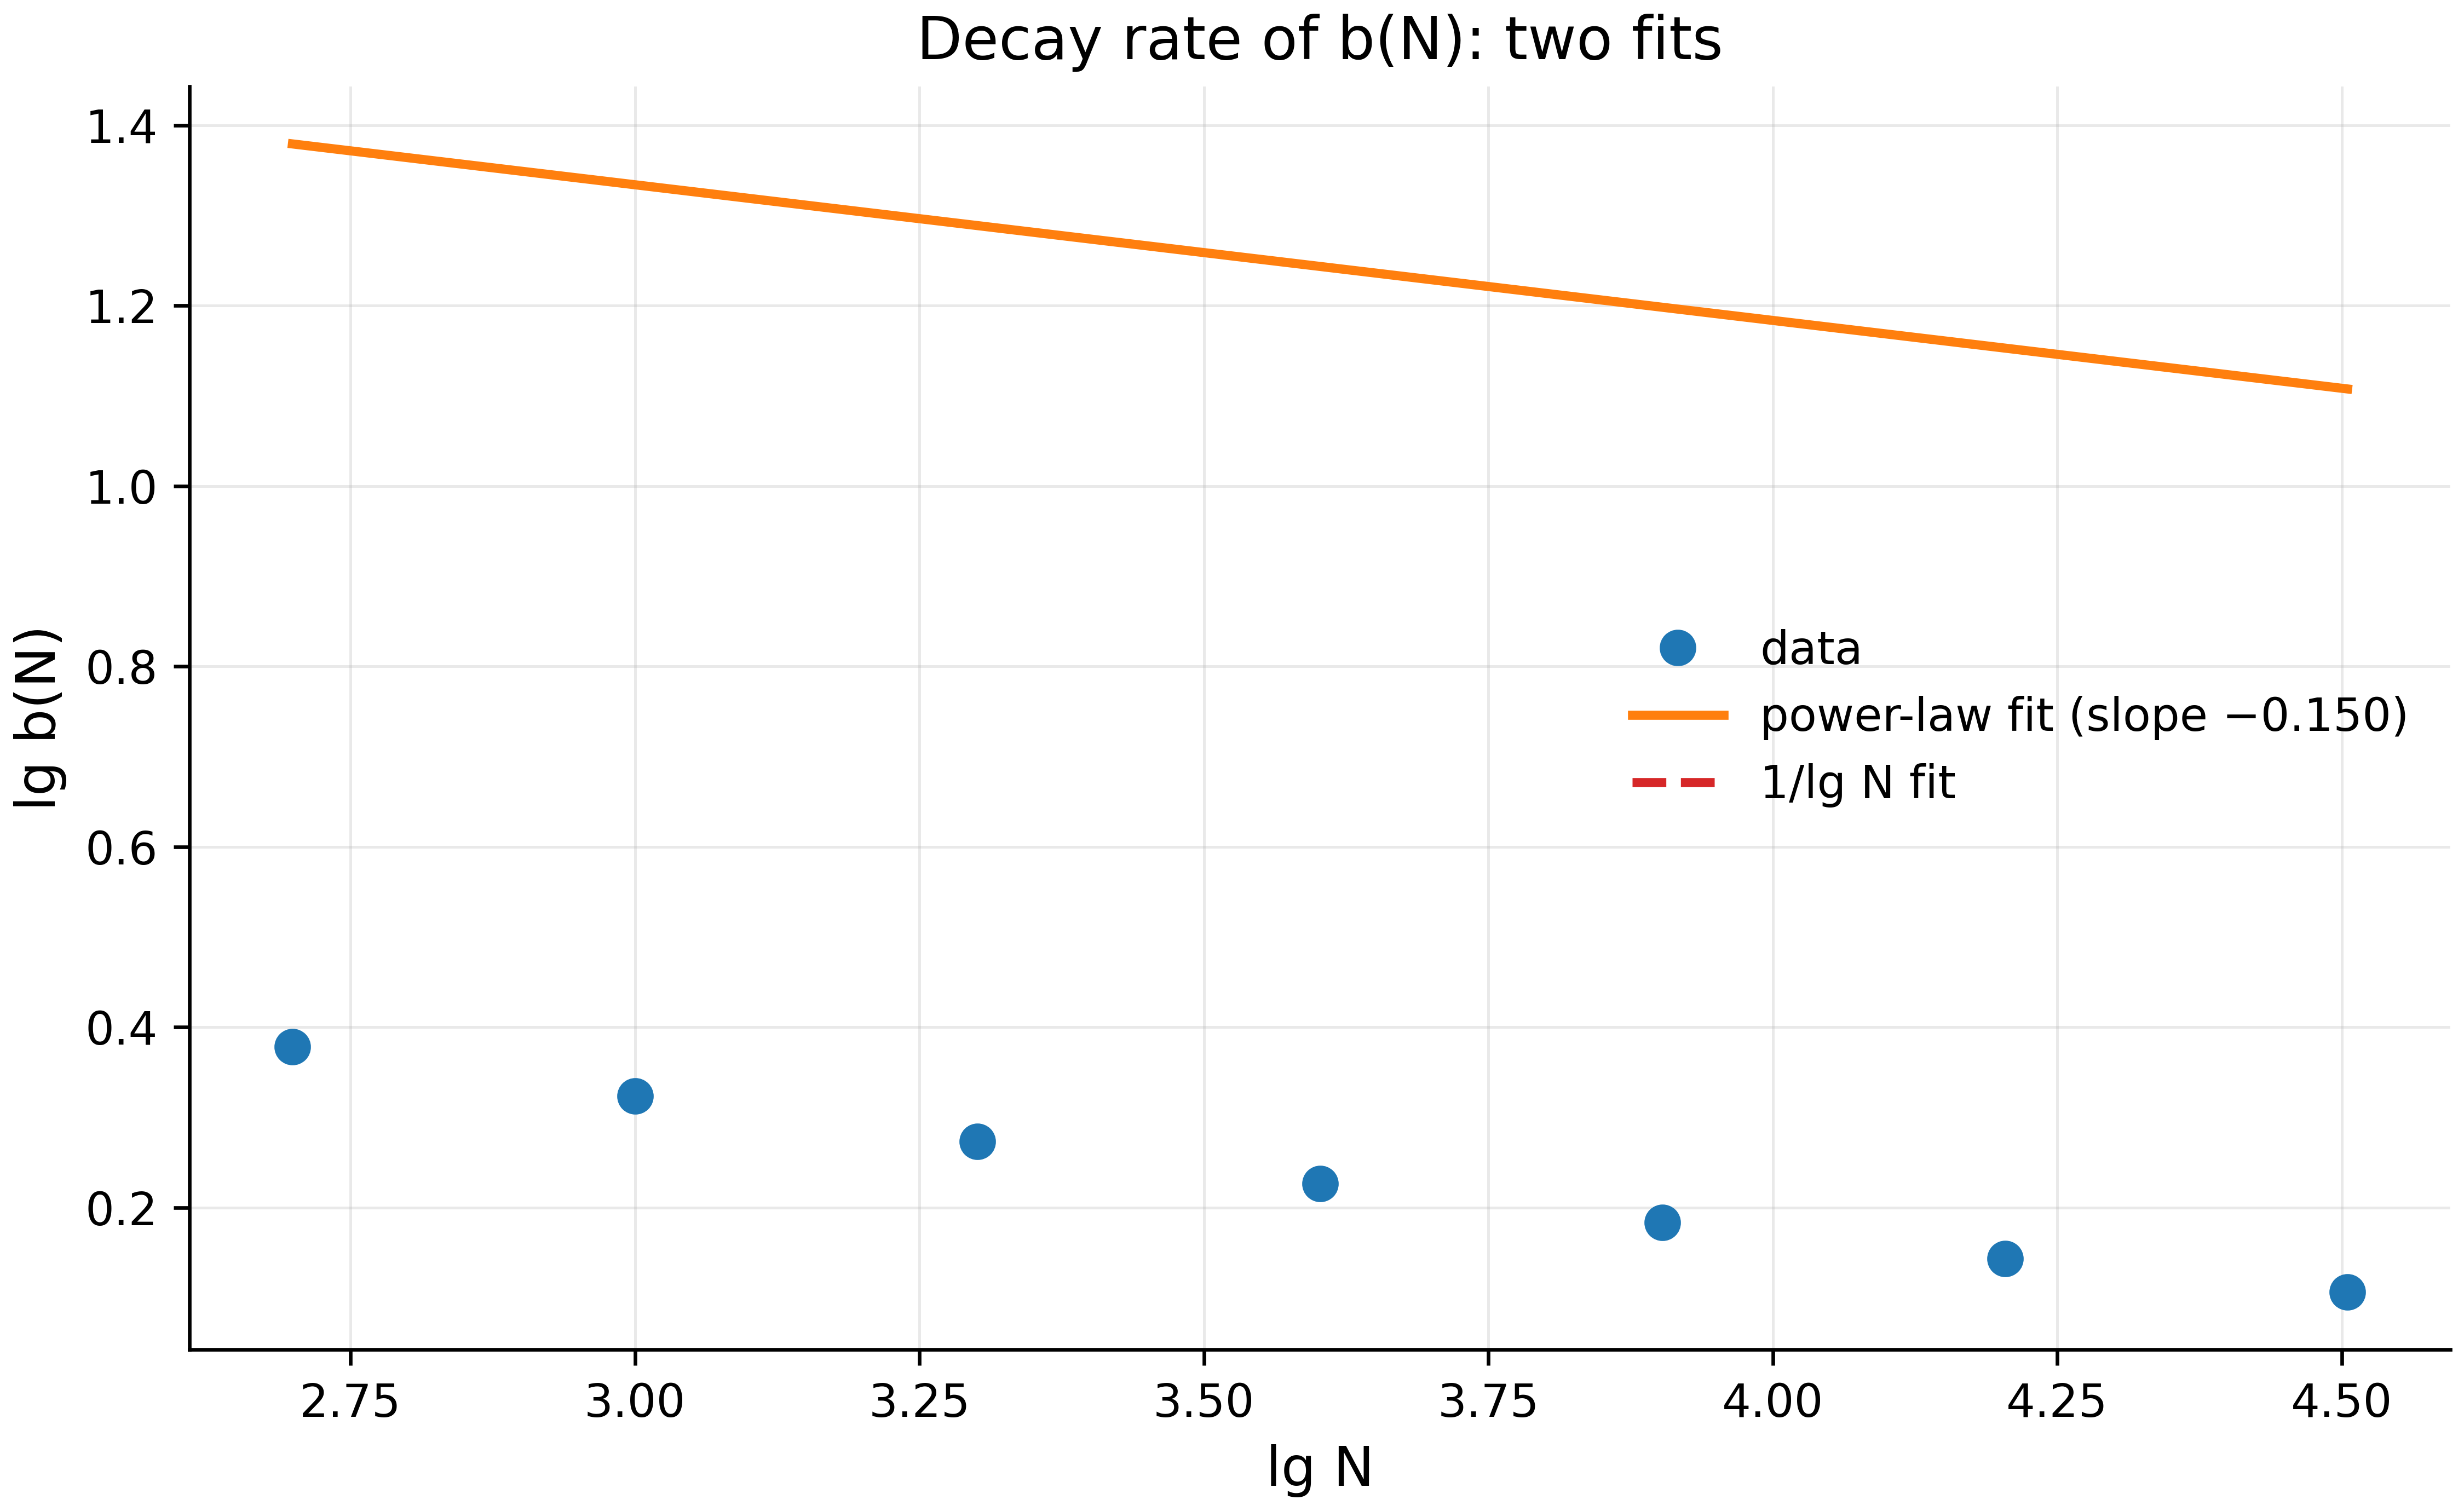 Decay rate of b(N): two fits
lg b(N)
1.4
1.2
1.0
0.8
0.6
0.4
0.2
data
power-law fit (slope −0.150)
1/lg N fit
2.75 3.00 3.25 3.50 3.75 4.00 4.25 4.50
lg N